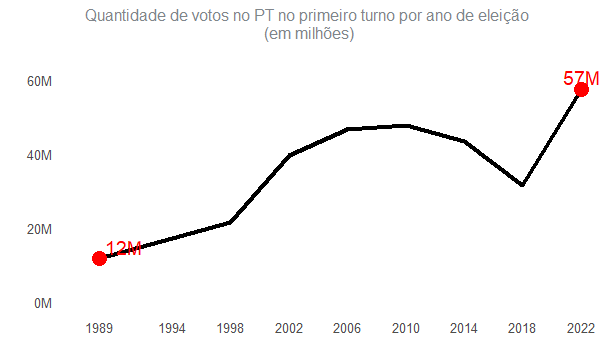 Quantidade de votos no PT no primeiro turno por ano de eleição
(em milhões)
57M
60M
40M
20M
12M
0M
1989 1994 1998 2002 2006 2010 2014 2018 2022